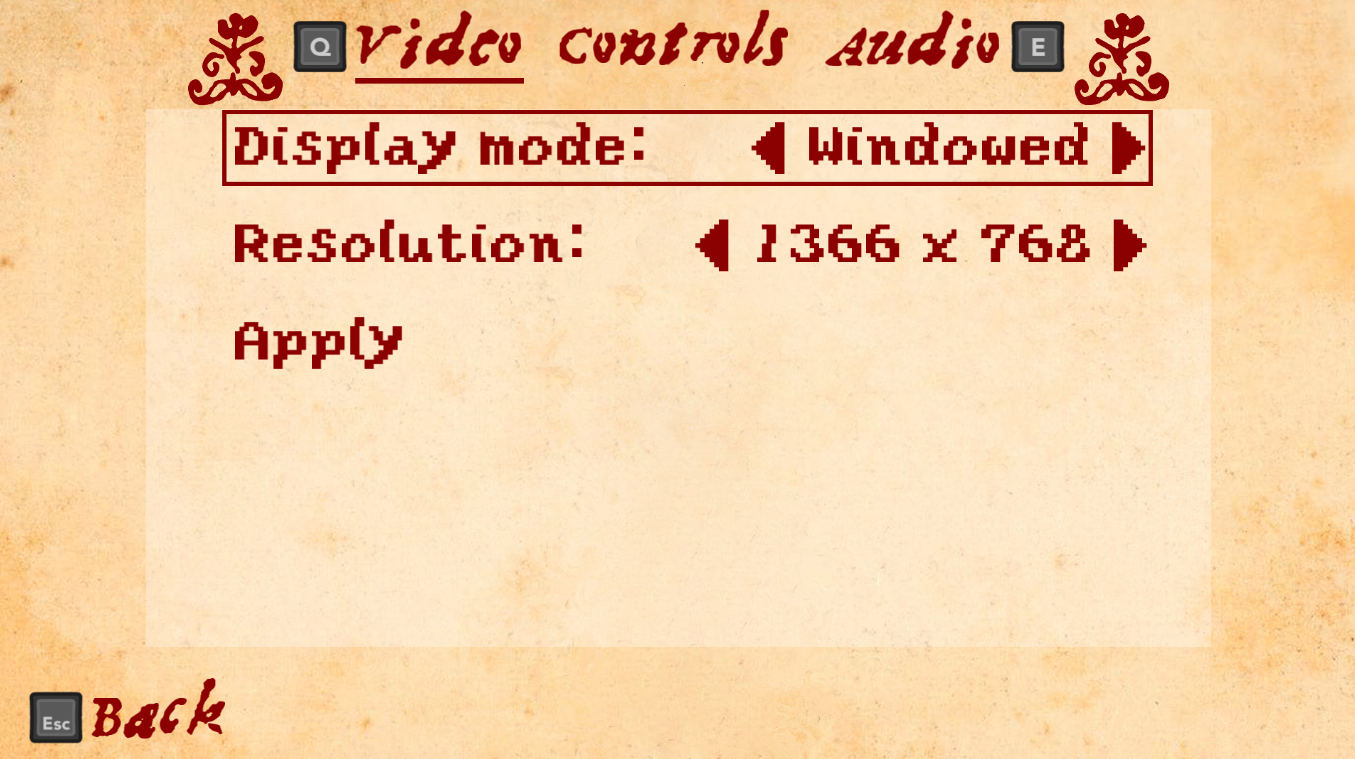 Q Video Controls Audio E
Display mode: Windowed
Resolution: 1366 x 768
Apply
Esc Back